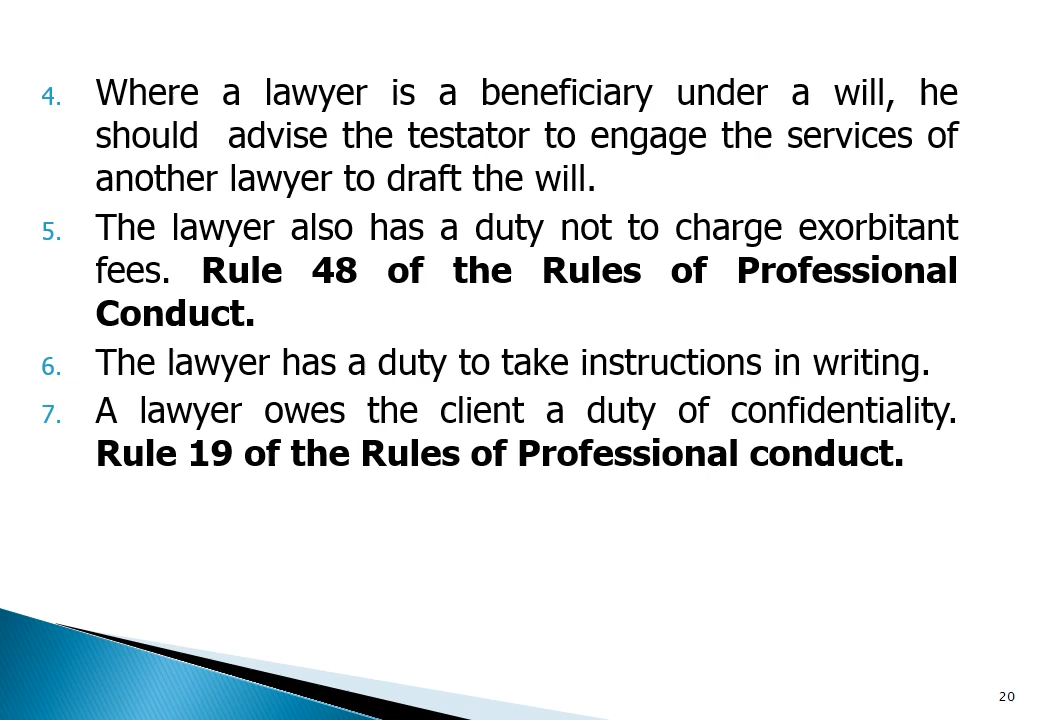 4. Where a lawyer is a beneficiary under a will, he
should advise the testator to engage the services of
another lawyer to draft the will.
5. The lawyer also has a duty not to charge exorbitant
fees. Rule 48 of the Rules of Professional
Conduct.
6. The lawyer has a duty to take instructions in writing.
7. A lawyer owes the client a duty of confidentiality.
Rule 19 of the Rules of Professional conduct.
20